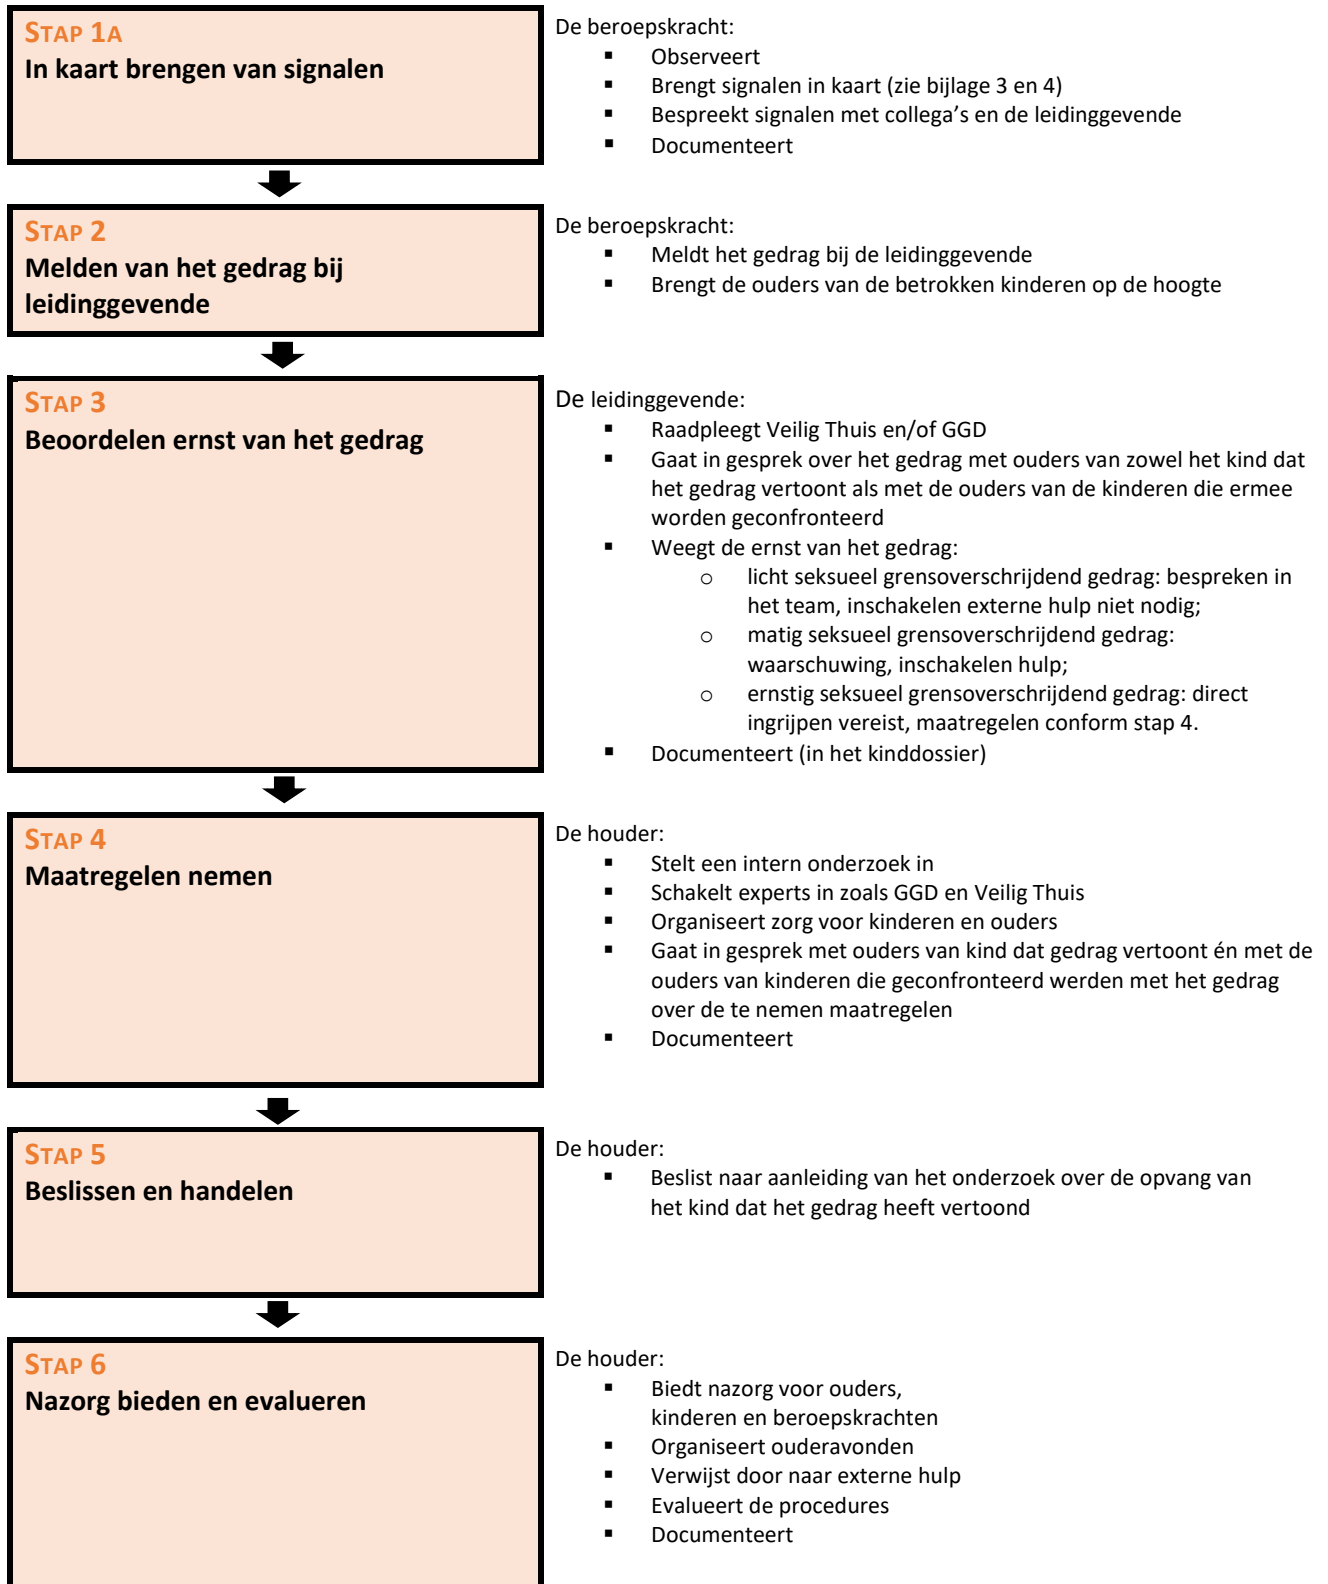 STAP 1A
In kaart brengen van signalen
De beroepskracht:
▪ Observeert
▪ Brengt signalen in kaart (zie bijlage 3 en 4)
▪ Bespreekt signalen met collega's en de leidinggevende
▪ Documenteert
STAP 2
Melden van het gedrag bij
leidinggevende
De beroepskracht:
▪ Meldt het gedrag bij de leidinggevende
▪ Brengt de ouders van de betrokken kinderen op de hoogte
STAP 3
Beoordelen ernst van het gedrag
De leidinggevende:
▪ Raadpleegt Veilig Thuis en/of GGD
▪ Gaat in gesprek over het gedrag met ouders van zowel het kind dat
het gedrag vertoont als met de ouders van de kinderen die ermee
worden geconfronteerd
▪ Weegt de ernst van het gedrag:
o licht seksueel grensoverschrijdend gedrag: bespreken in
het team, inschakelen externe hulp niet nodig;
o matig seksueel grensoverschrijdend gedrag:
waarschuwing, inschakelen hulp;
o ernstig seksueel grensoverschrijdend gedrag: direct
ingrijpen vereist, maatregelen conform stap 4.
▪ Documenteert (in het kinddossier)
STAP 4
Maatregelen nemen
De houder:
▪ Stelt een intern onderzoek in
▪ Schakelt experts in zoals GGD en Veilig Thuis
▪ Organiseert zorg voor kinderen en ouders
▪ Gaat in gesprek met ouders van kind dat gedrag vertoont én met de
ouders van kinderen die geconfronteerd werden met het gedrag
over de te nemen maatregelen
▪ Documenteert
STAP 5
Beslissen en handelen
De houder:
▪ Beslist naar aanleiding van het onderzoek over de opvang van
het kind dat het gedrag heeft vertoond
STAP 6
Nazorg bieden en evalueren
De houder:
▪ Biedt nazorg voor ouders,
kinderen en beroepskrachten
▪ Organiseert ouderavonden
▪ Verwijst door naar externe hulp
▪ Evalueert de procedures
▪ Documenteert